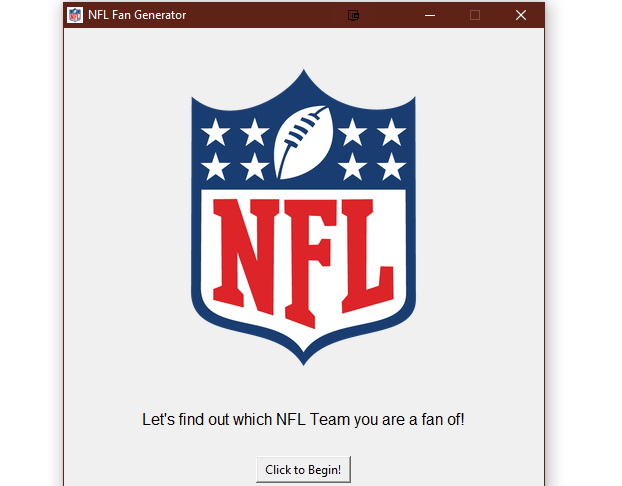 NFL Fan Generator
NFL
Let's find out which NFL Team you are a fan of!
Click to Begin!